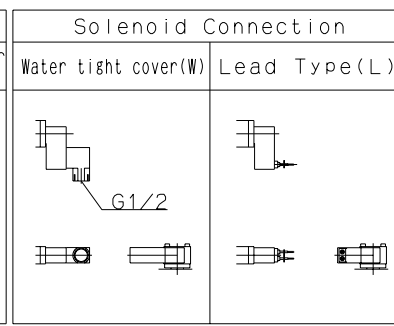 Solenoid Connection
Water tight cover(W)
Lead Type(L)
G1/2